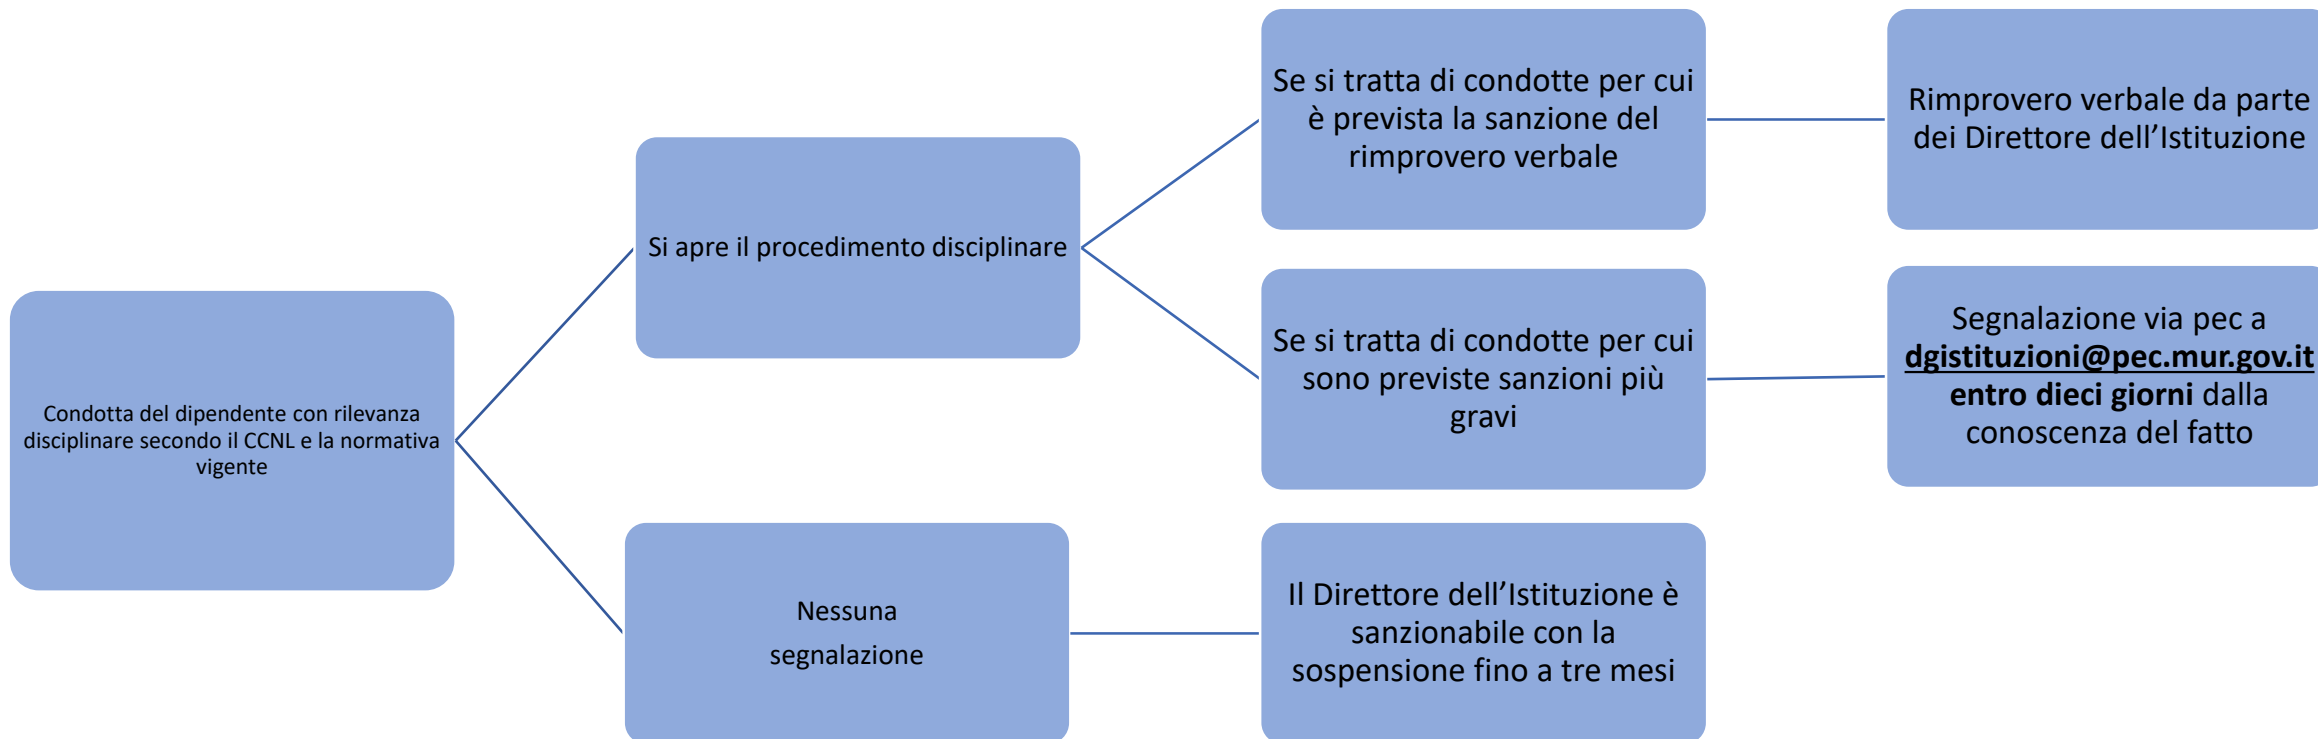 Condotta del dipendente con rilevanza
disciplinare secondo il CCNL e la normativa
vigente
Si apre il procedimento disciplinare
Se si tratta di condotte per cui
è prevista la sanzione del
rimprovero verbale
Rimprovero verbale da parte
dei Direttore dell’Istituzione
Se si tratta di condotte per cui
sono previste sanzioni più
gravi
Segnalazione via pec a
dgistituzioni@pec.mur.gov.it
entro dieci giorni dalla
conoscenza del fatto
Nessuna
segnalazione
Il Direttore dell’Istituzione è
sanzionabile con la
sospensione fino a tre mesi